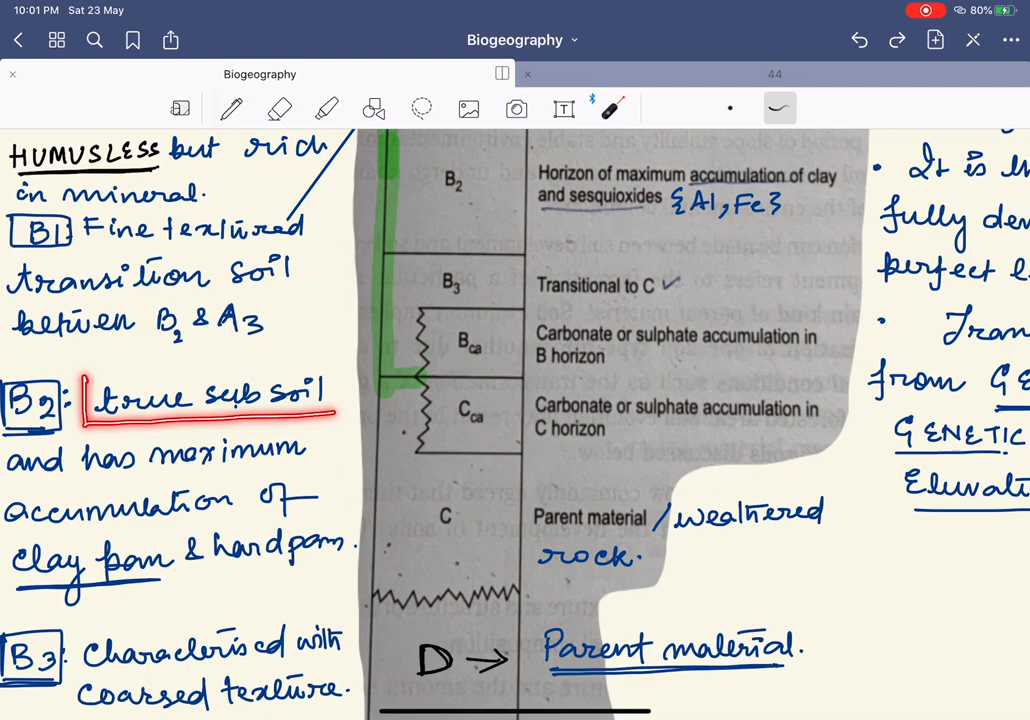 10:01 PM Sat 23 May
80%
Biogeography
Biogeography
44
HUMUSLESS but rich
in mineral.
B1: Fine textured
transition soil
between B2 & A3
B2: true sub soil
and has maximum
accumulation of
clay pan & hard pan.
B3: Characterised with
coarsed texture.
B2
Horizon of maximum accumulation of clay
and sesquioxides {Al, Fe}
B3
Transitional to C
Bca
Carbonate or sulphate accumulation in
B horizon
Cca
Carbonate or sulphate accumulation in
C horizon
C
Parent material / weathered
rock.
D → Parent material.
• It is
fully
perfect
•
from
GENETIC